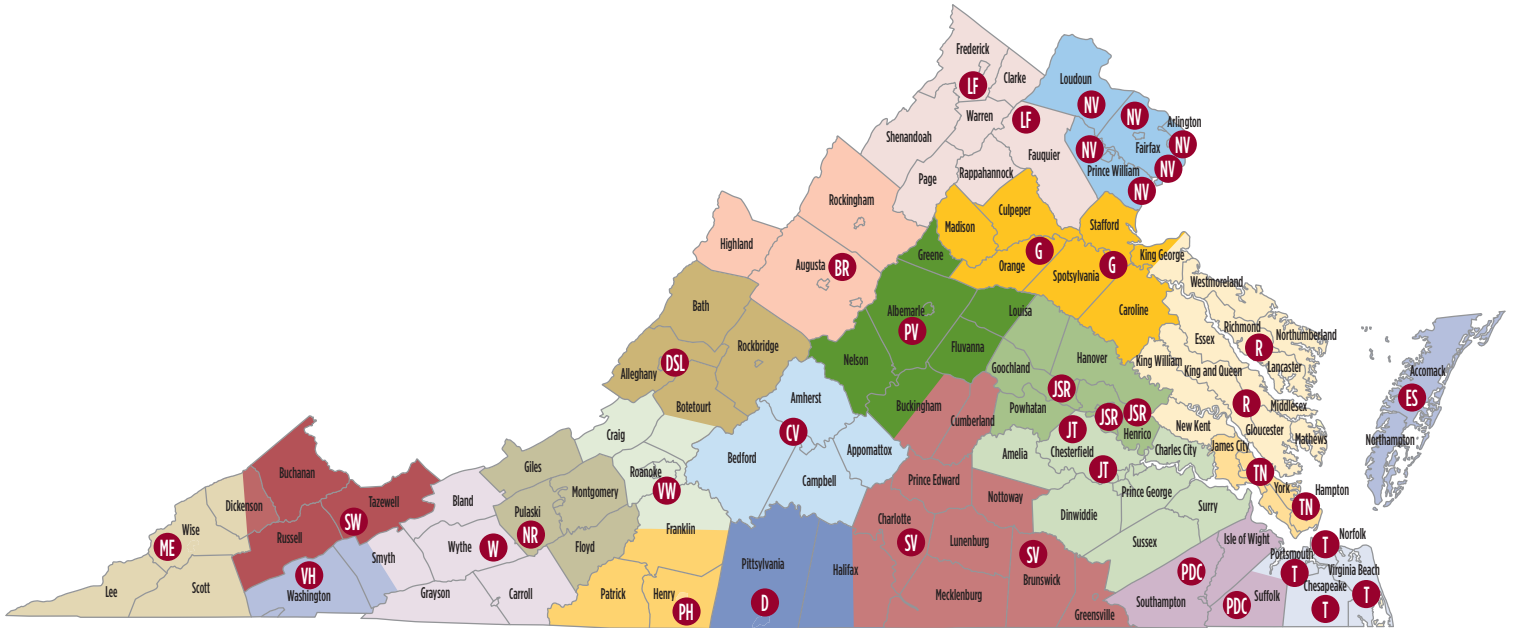 Frederick
LF
Clarke
Loudoun
NV
Warren
LF
NV
Arlington
NV
Shenandoah
Fauquier
NV
Fairfax
Prince William
NV
NV
Page
Rappahannock
Rockingham
Culpeper
Madison
Stafford
Highland
Greene
Orange
G
Spotsylvania
G
King George
Augusta
BR
Westmoreland
Bath
Albemarle
PV
Louisa
Caroline
Richmond
R
Northumberland
Essex
Rockbridge
Nelson
Fluvanna
Hanover
King William
King and Queen
Lancaster
Alleghany
DSL
Goochland
Accomack
ES
Botetourt
Amherst
Buckingham
Cumberland
Powhatan
JSR
JSR
JSR
Henrico
R
Middlesex
Craig
CV
JT
Chesterfield
New Kent
Gloucester
Mathews
Northampton
Bedford
Appomattox
Amelia
JT
Charles City
James City
Giles
Roanoke
VW
Campbell
Prince Edward
TN
York
Hampton
TN
Buchanan
Montgomery
Nottoway
Prince George
Dickenson
Tazewell
SW
Bland
Pulaski
NR
Franklin
Charlotte
SV
Dinwiddie
Surry
Wise
ME
Russell
Smyth
Wythe
W
Floyd
Lunenburg
SV
Brunswick
Sussex
Isle of Wight
T
Norfolk
Portsmouth
T
Virginia Beach
T
Pittsylvania
D
Halifax
PDC
Lee
Scott
VH
Washington
Grayson
Carroll
Patrick
Henry
PH
Mecklenburg
Greensville
Southampton
PDC
Suffolk
Chesapeake
T